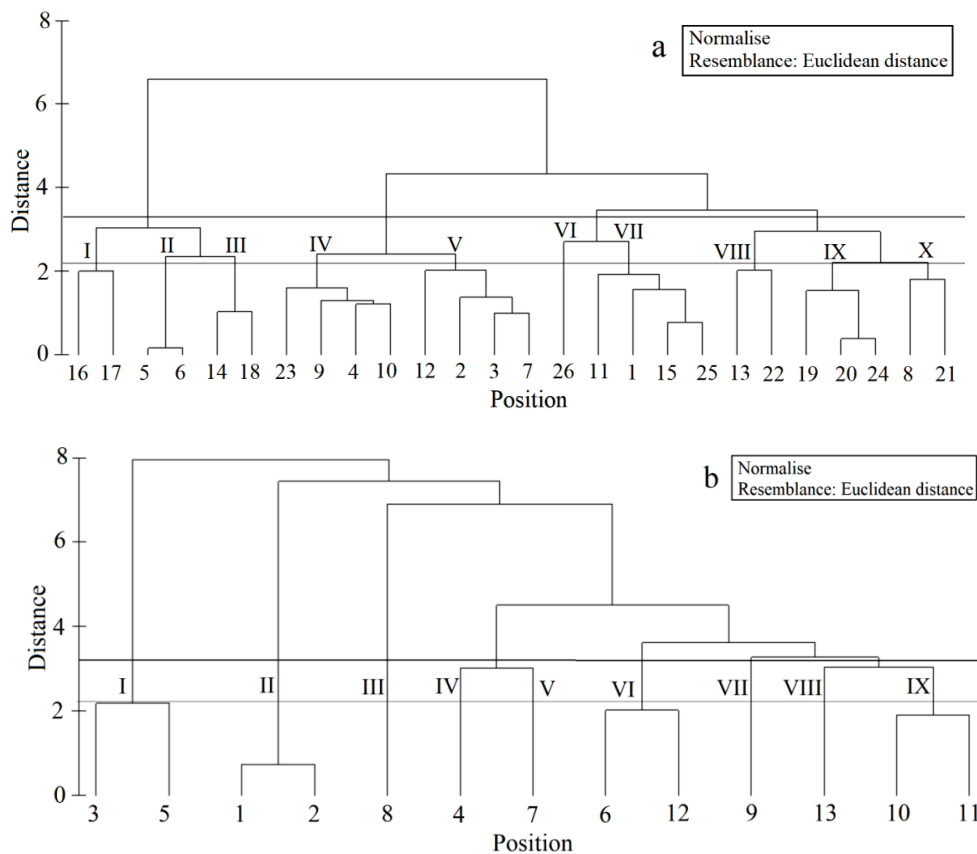 a
Normalise
Resemblance: Euclidean distance
Distance
8
6
4
2
0
I II III IV V VI VII VIII IX X
16 17 5 6 14 18 23 9 4 10 12 2 3 7 26 11 1 15 25 13 22 19 20 24 8 21
Position
b
Normalise
Resemblance: Euclidean distance
Distance
8
6
4
2
0
I II III IV V VI VII VIII IX
3 5 1 2 8 4 7 6 12 9 13 10 11
Position